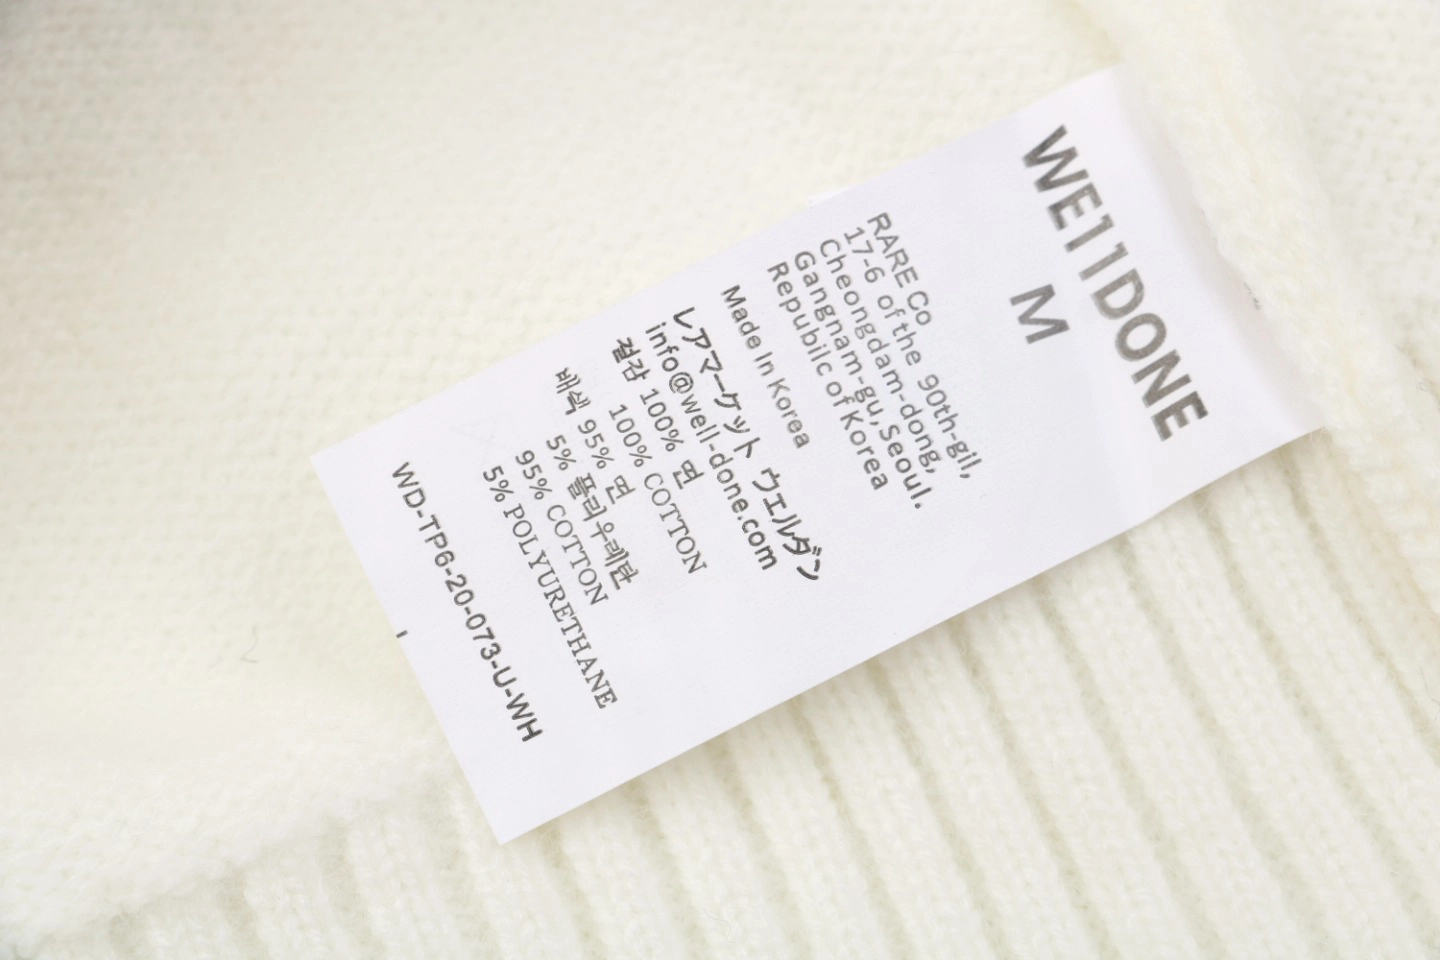 WE11DONE
M
RARE Co
17-6 of the 90th-gil,
Cheongdam-dong,
Gangnam-gu, Seoul.
Republic of Korea
Made In Korea
レアマーケット ウェルダン
info@well-done.com
겉감 100% 면
100% COTTON
배색 95% 면
5% 폴리우레탄
95% COTTON
5% POLYURETHANE
WD-TP6-20-073-U-WH